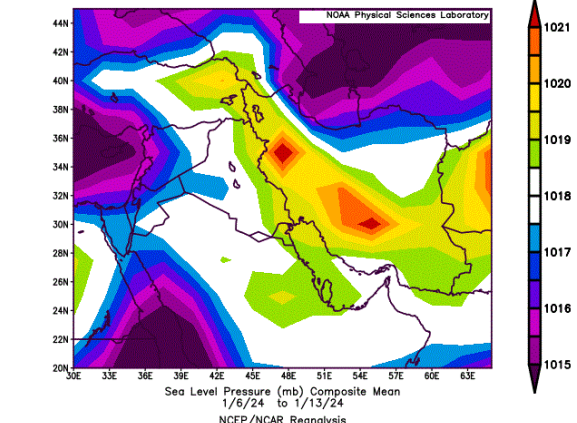 NOAA Physical Sciences Laboratory
44N
42N
40N
38N
36N
34N
32N
30N
28N
26N
24N
22N
20N
30E 33E 36E 39E 42E 45E 48E 51E 54E 57E 60E 63E
1021
1020
1019
1018
1017
1016
1015
Sea Level Pressure (mb) Composite Mean
1/6/24 to 1/13/24
NCEP/NCAR Reanalysis